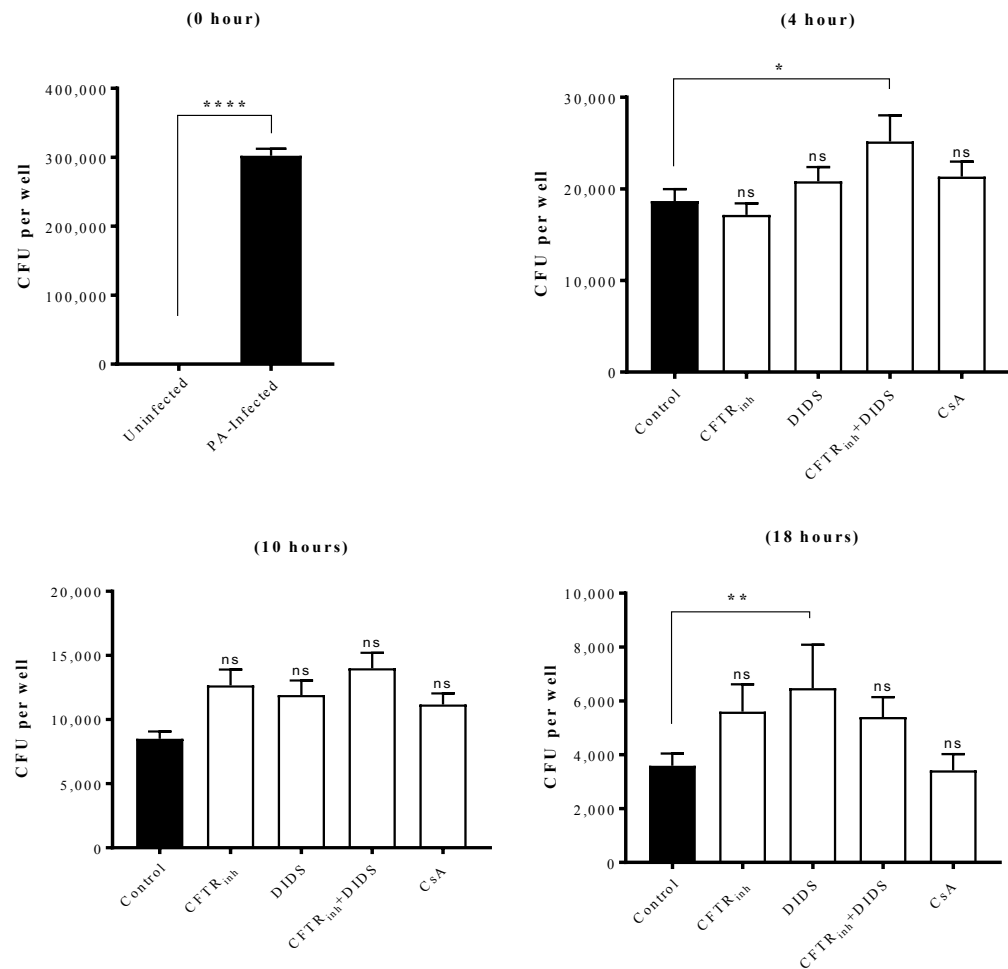 (0 hour)
CFU per well
400,000
300,000
200,000
100,000
0
****
Uninfected
PA-Infected
(4 hour)
CFU per well
30,000
20,000
10,000
0
*
ns
ns
ns
Control
CFTRinh
DIDS
CFTRinh+DIDS
CsA
(10 hours)
CFU per well
20,000
15,000
10,000
5,000
0
ns
ns
ns
ns
Control
CFTRinh
DIDS
CFTRinh+DIDS
CsA
(18 hours)
CFU per well
10,000
8,000
6,000
4,000
2,000
0
**
ns
ns
ns
Control
CFTRinh
DIDS
CFTRinh+DIDS
CsA